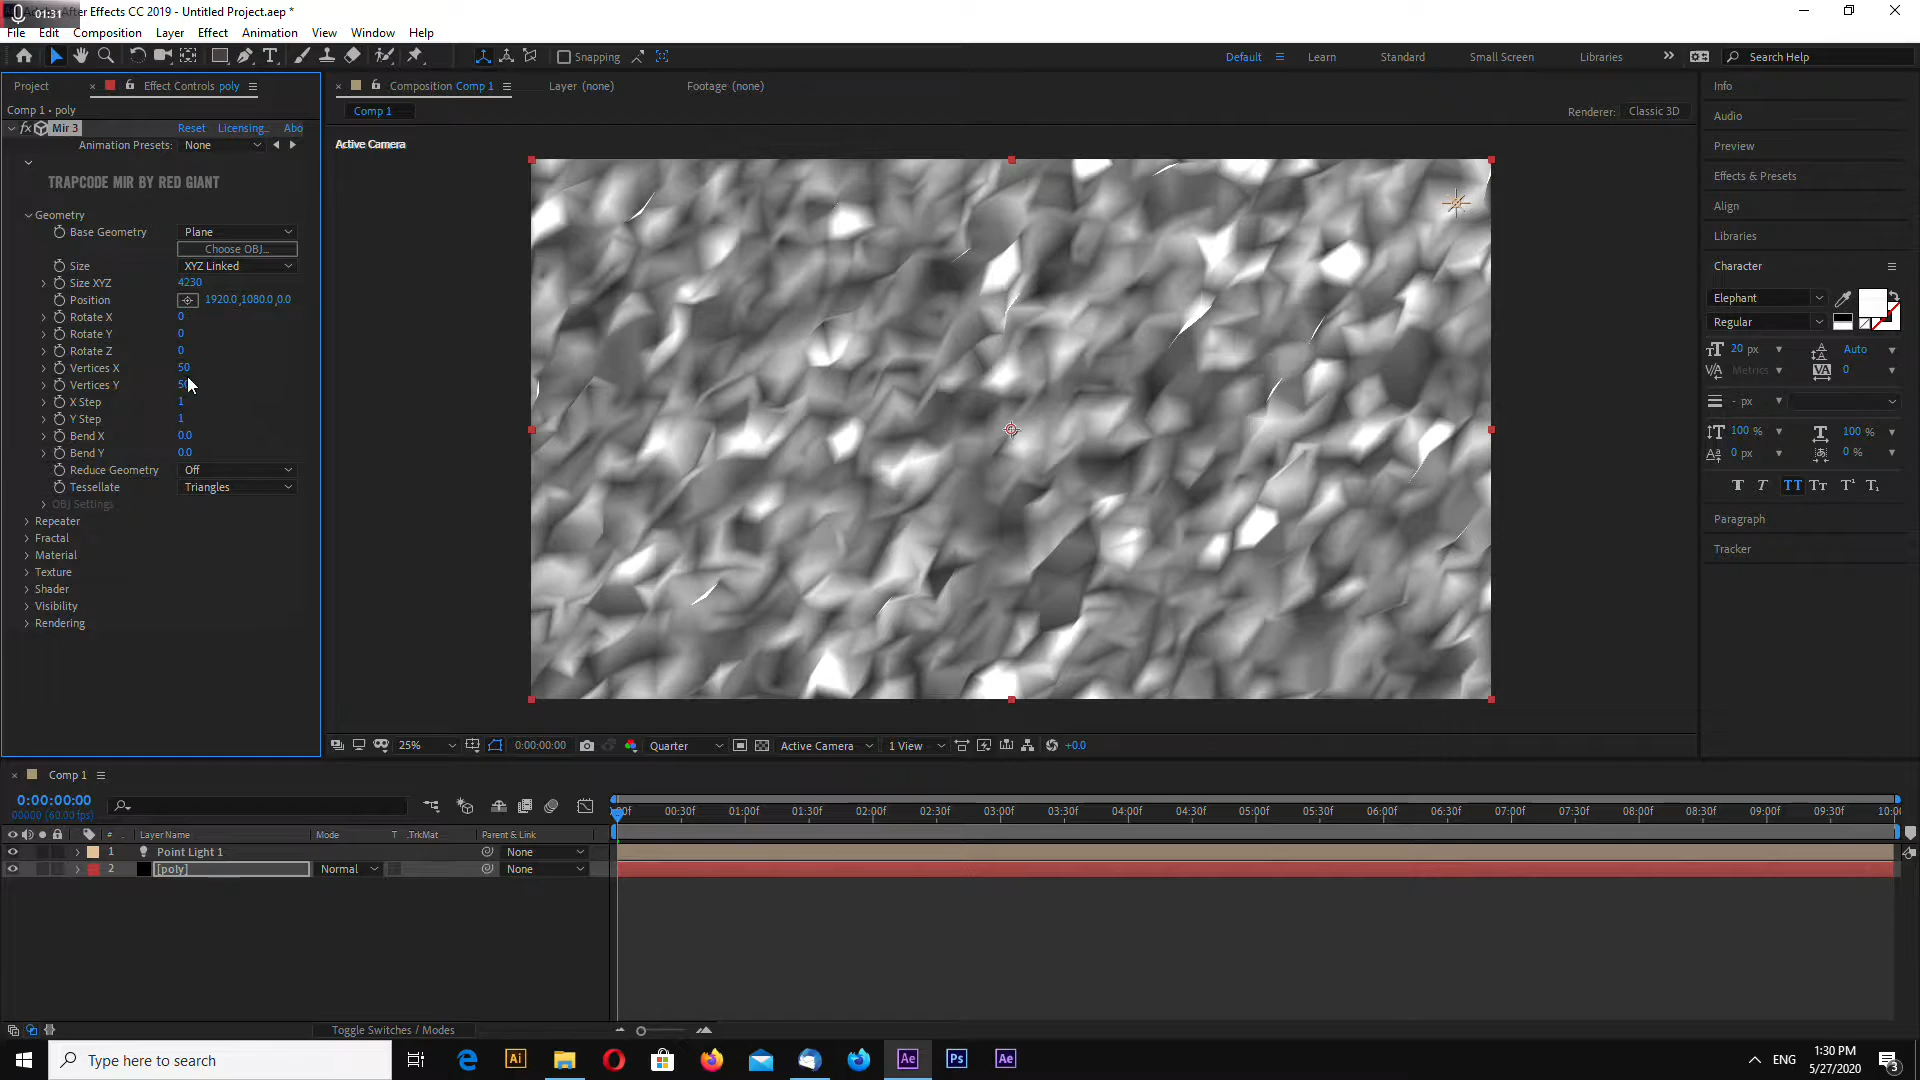 01:31
After Effects CC 2019 - Untitled Project.aep *
File Edit Composition Layer Effect Animation View Window Help
Snapping Default Learn Standard Small Screen Libraries Search Help
Project Effect Controls poly
Comp 1 • poly
Mir 3 Reset Licensing... Abo
Animation Presets: None
TRAPCODE MIR BY RED GIANT
Geometry
Base Geometry Plane
Choose OBJ...
Size XYZ Linked
Size XYZ 4230
Position 1920.0,1080.0,0.0
Rotate X 0
Rotate Y 0
Rotate Z 0
Vertices X 50
Vertices Y
X Step 1
Y Step 1
Bend X 0.0
Bend Y 0.0
Reduce Geometry Off
Tessellate Triangles
OBJ Settings
Repeater
Fractal
Material
Texture
Shader
Visibility
Rendering
Composition Comp 1 Layer (none) Footage (none)
Comp 1 Renderer: Classic 3D
Active Camera
25% 0:00:00:00 Quarter Active Camera 1 View +0.0
Info
Audio
Preview
Effects & Presets
Align
Libraries
Character
Elephant
Regular
20 px Auto
Metrics 0
- px
100 % 100 %
0 px 0 %
Paragraph
Tracker
Comp 1
0:00:00:00
00000 (60.00 fps)
00:30f 01:00f 01:30f 02:00f 02:30f 03:00f 03:30f 04:00f 04:30f 05:00f 05:30f 06:00f 06:30f 07:00f 07:30f 08:00f 08:30f 09:00f 09:30f 10:00
# Layer Name Mode T .TrkMat Parent & Link
1 Point Light 1 None
2 [poly] Normal None
Toggle Switches / Modes
Type here to search
ENG
1:30 PM
5/27/2020
3